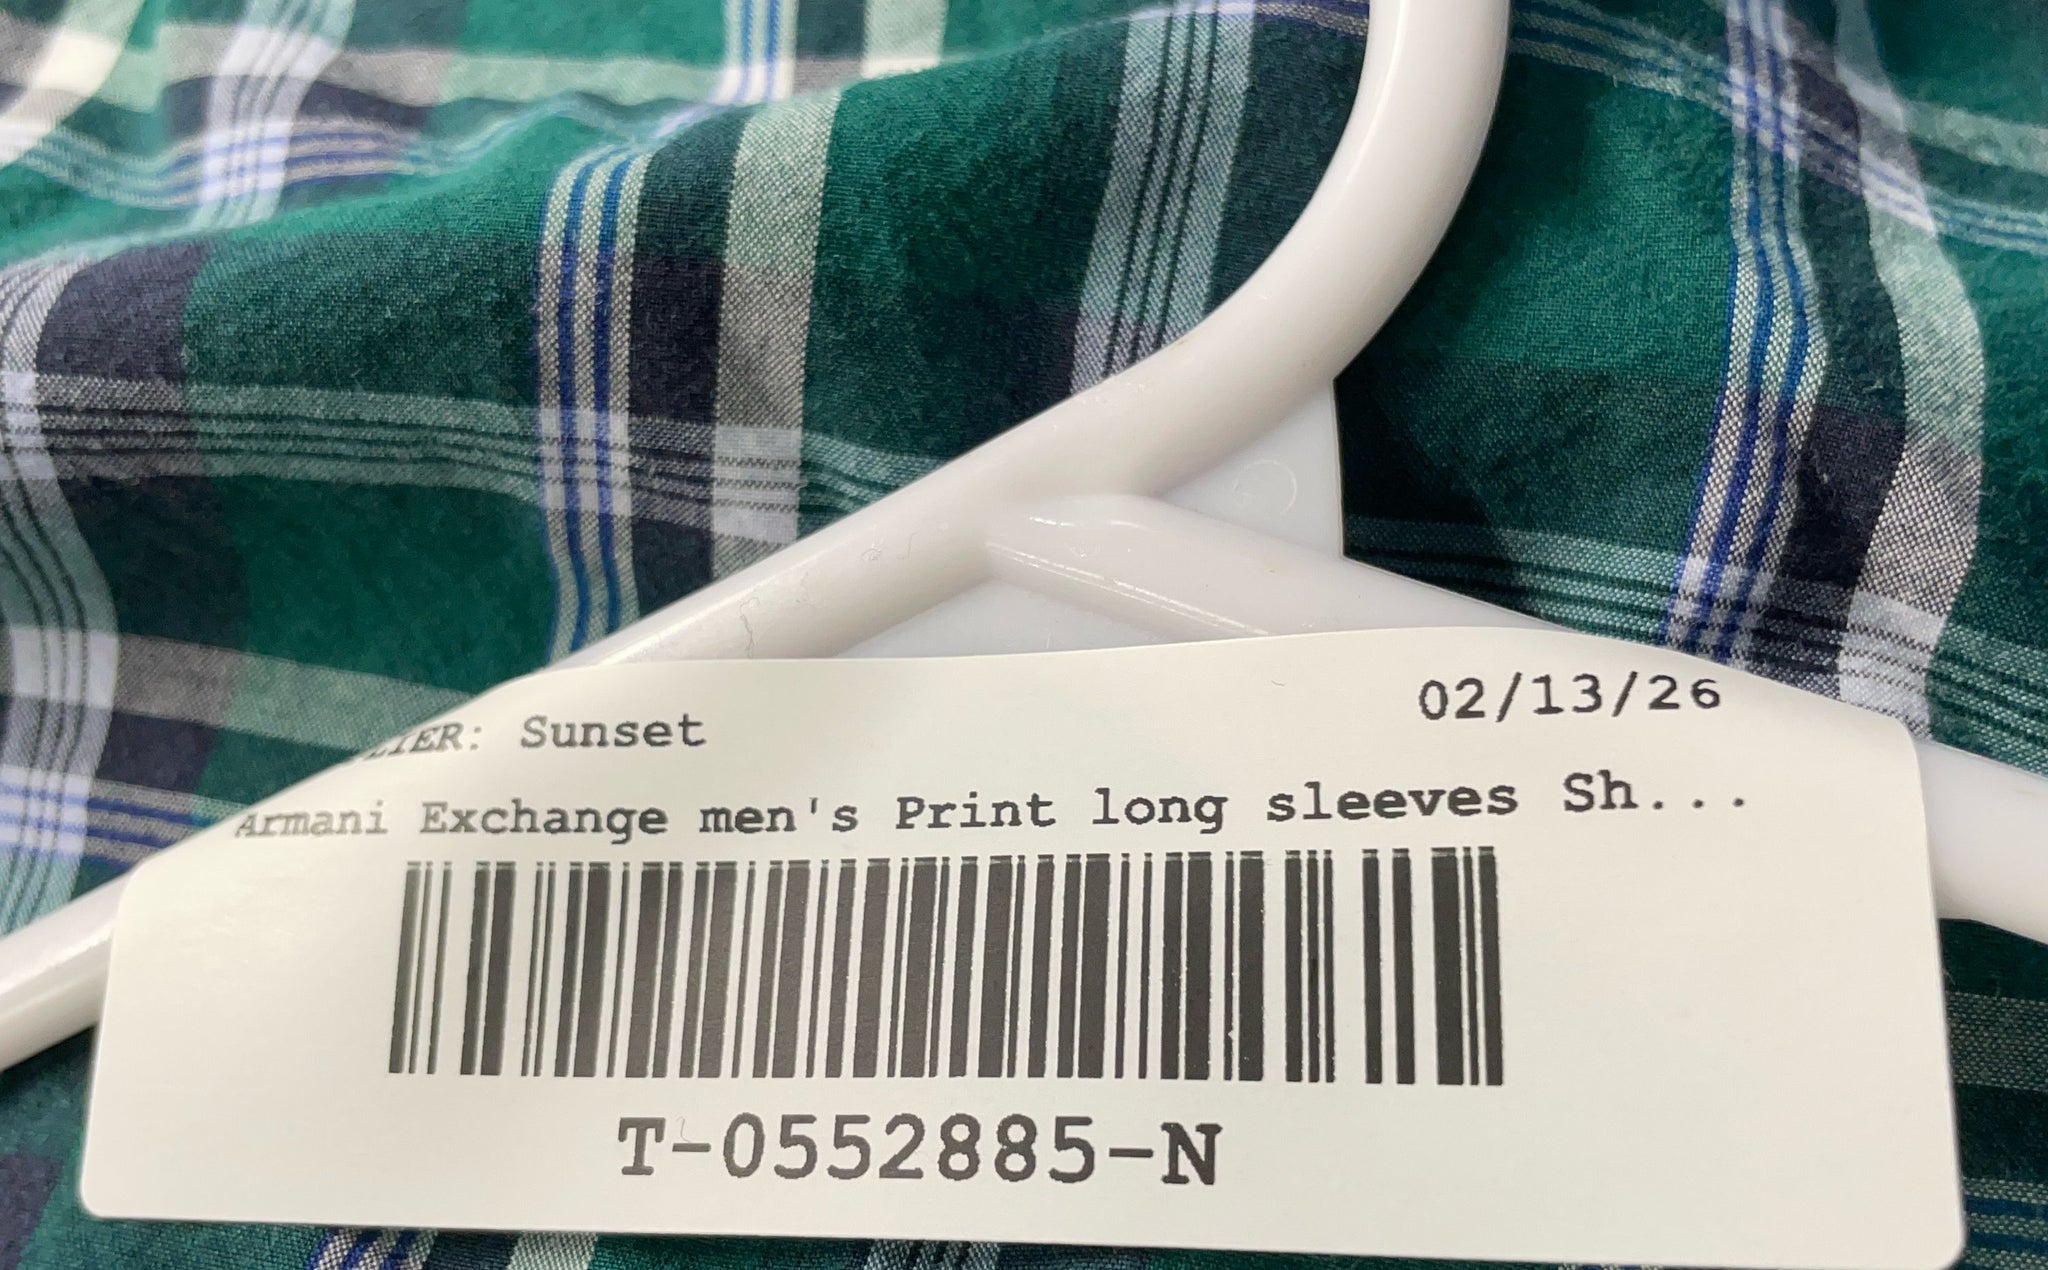 Sunset
02/13/26
Armani Exchange men's Print long sleeves Sh...
T-0552885-N